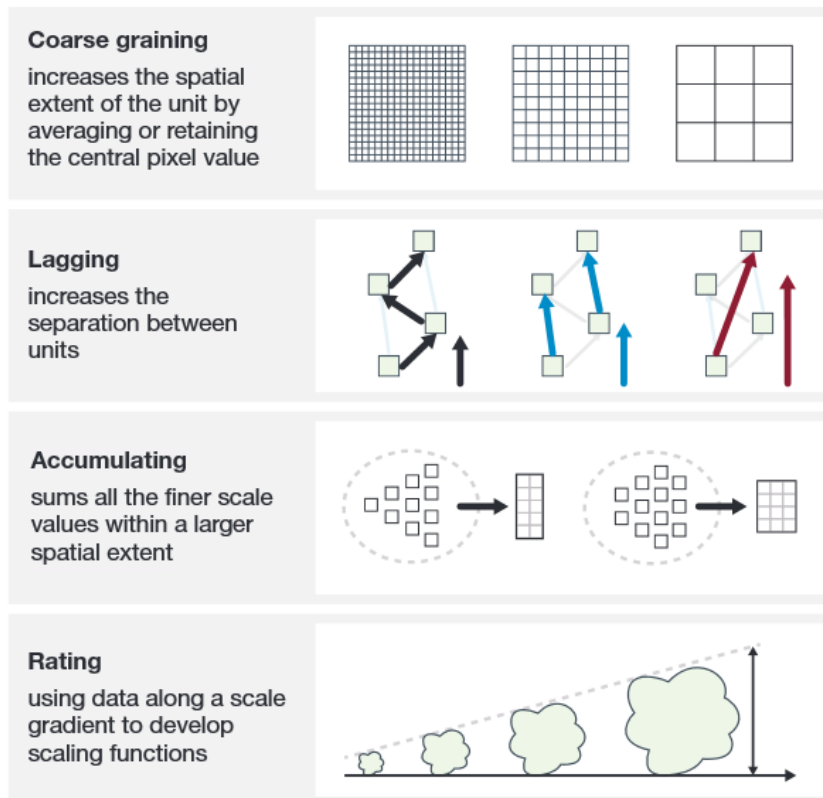 Coarse graining
increases the spatial
extent of the unit by
averaging or retaining
the central pixel value
Lagging
increases the
separation between
units
Accumulating
sums all the finer scale
values within a larger
spatial extent
Rating
using data along a scale
gradient to develop
scaling functions